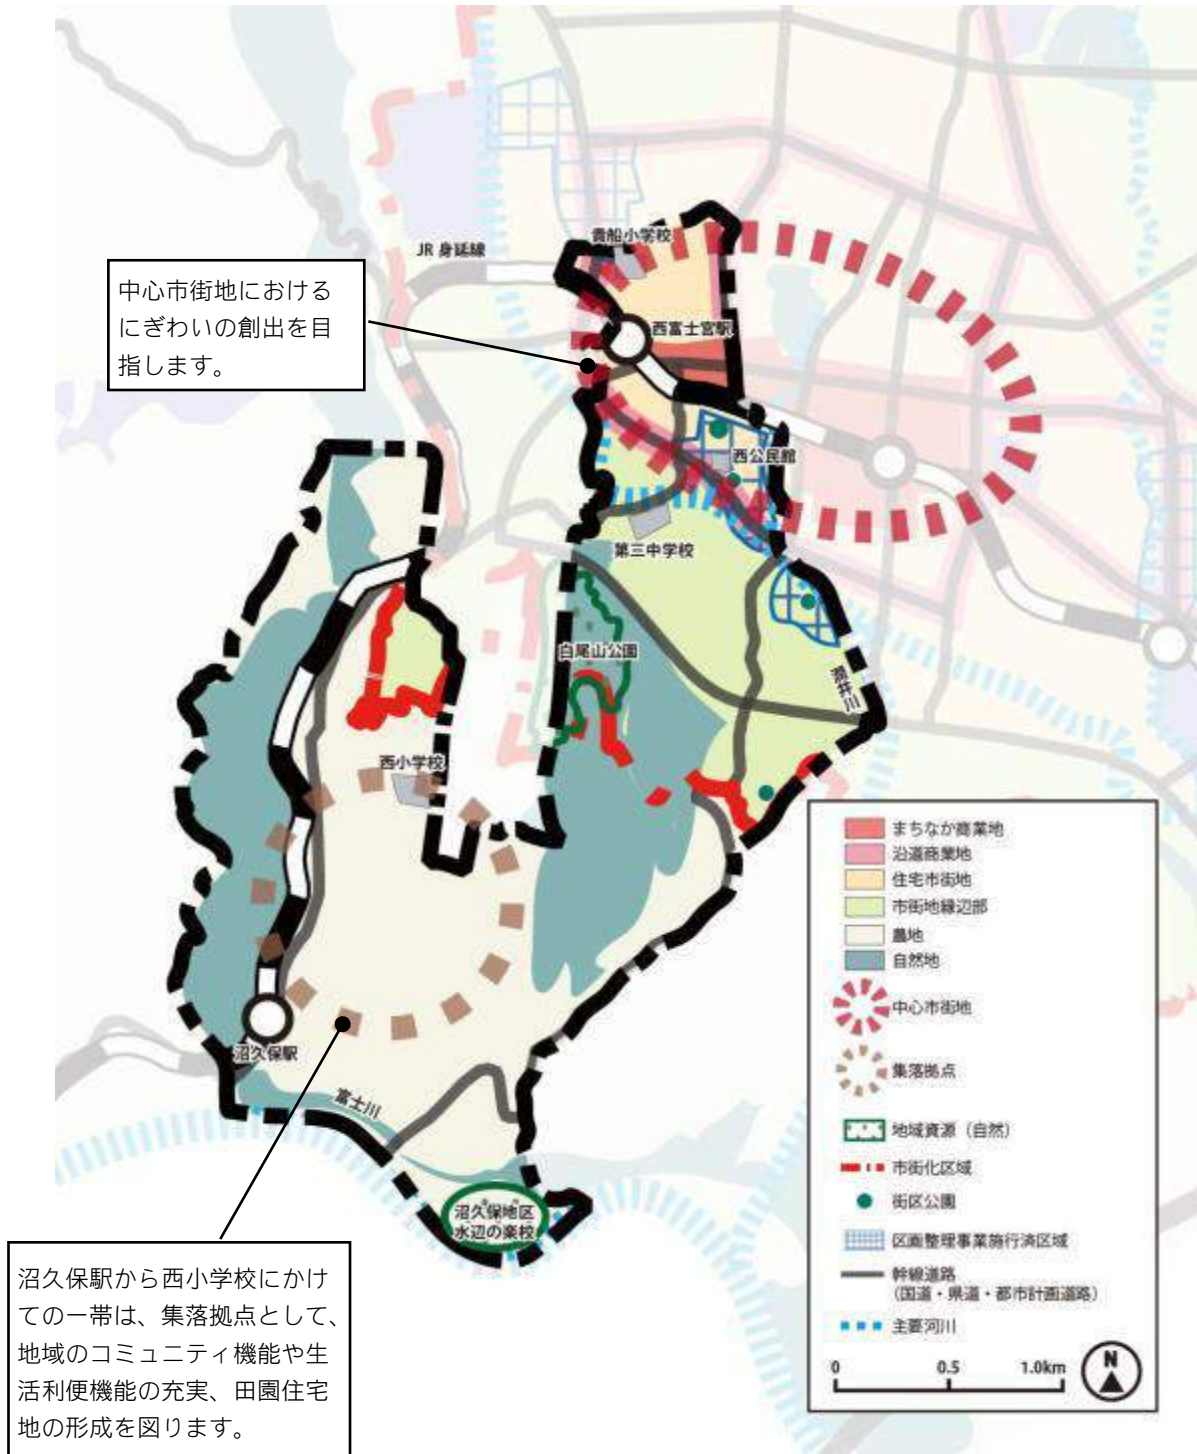 貴船小学校
JR 身延線
中心市街地における
にぎわいの創出を目
指します。
西富士宮駅
西公民館
第三中学校
白尾山公園
潤井川
西小学校
沼久保駅
富士川
沼久保地区
水辺の楽校
沼久保駅から西小学校にかけ
ての一帯は、集落拠点として、
地域のコミュニティ機能や生
活利便機能の充実、田園住宅
地の形成を図ります。
まちなか商業地
沿道商業地
住宅市街地
市街地縁辺部
農地
自然地
中心市街地
集落拠点
地域資源（自然）
市街化区域
街区公園
区画整理事業施行済区域
幹線道路
（国道・県道・都市計画道路）
主要河川
0 0.5 1.0km
N